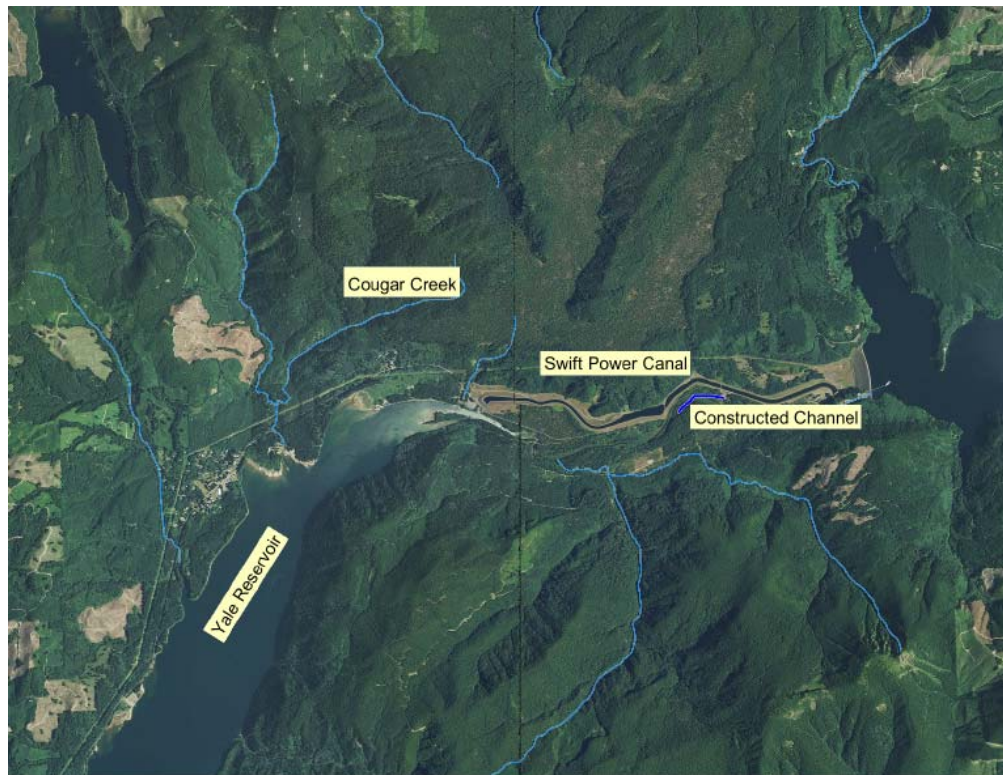 Cougar Creek
Swift Power Canal
Constructed Channel
Yale Reservoir